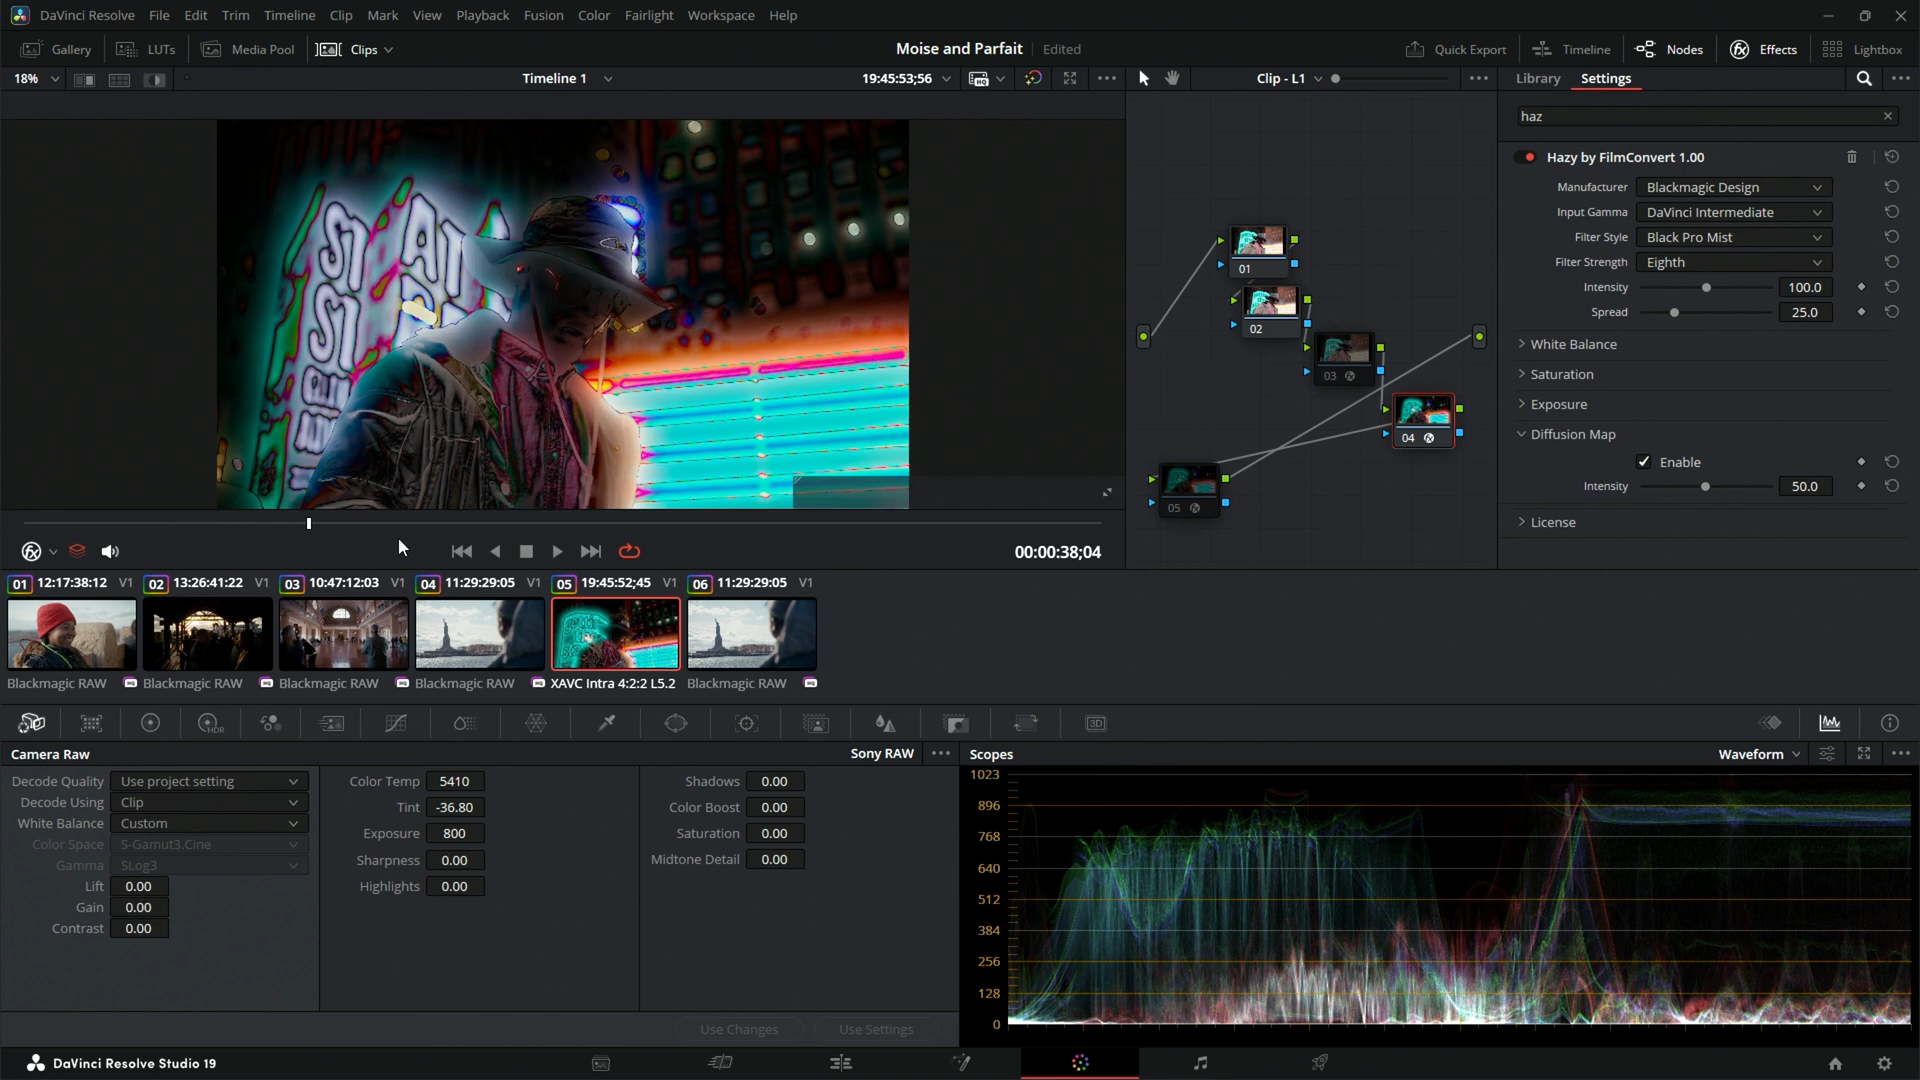 DaVinci Resolve File Edit Trim Timeline Clip Mark View Playback Fusion Color Fairlight Workspace Help
Gallery LUTs Media Pool Clips Moise and Parfait Edited Quick Export Timeline Nodes Effects Lightbox
18% Timeline 1 19:45:53;56 HQ Clip - L1 Library Settings
haz
Hazy by FilmConvert 1.00
Manufacturer Blackmagic Design
Input Gamma DaVinci Intermediate
Filter Style Black Pro Mist
Filter Strength Eighth
Intensity 100.0
Spread 25.0
White Balance
Saturation
Exposure
Diffusion Map
Enable
Intensity 50.0
License
01
02
03
04
05
00:00:38;04
01 12:17:38:12 V1 02 13:26:41:22 V1 03 10:47:12:03 V1 04 11:29:29:05 V1 05 19:45:52;45 V1 06 11:29:29:05 V1
Blackmagic RAW Blackmagic RAW Blackmagic RAW Blackmagic RAW XAVC Intra 4:2:2 L5.2 Blackmagic RAW
HDR 3D
Camera Raw Sony RAW
Decode Quality Use project setting
Decode Using Clip
White Balance Custom
Color Space S-Gamut3.Cine
Gamma SLog3
Lift 0.00
Gain 0.00
Contrast 0.00
Color Temp 5410
Tint -36.80
Exposure 800
Sharpness 0.00
Highlights 0.00
Shadows 0.00
Color Boost 0.00
Saturation 0.00
Midtone Detail 0.00
Use Changes Use Settings
Scopes Waveform
1023
896
768
640
512
384
256
128
0
DaVinci Resolve Studio 19